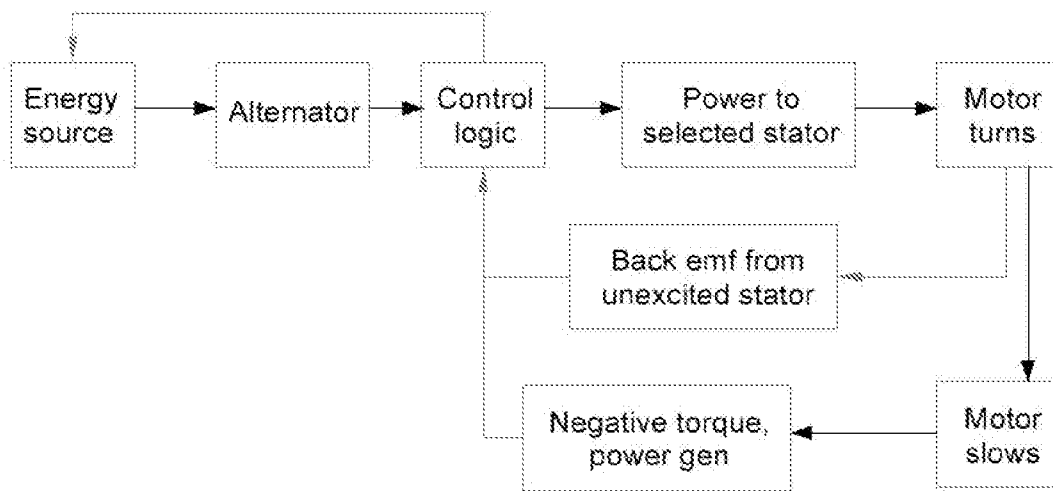 Energy
source
Alternator
Control
logic
Power to
selected stator
Motor
turns
Back emf from
unexcited stator
Negative torque,
power gen
Motor
slows